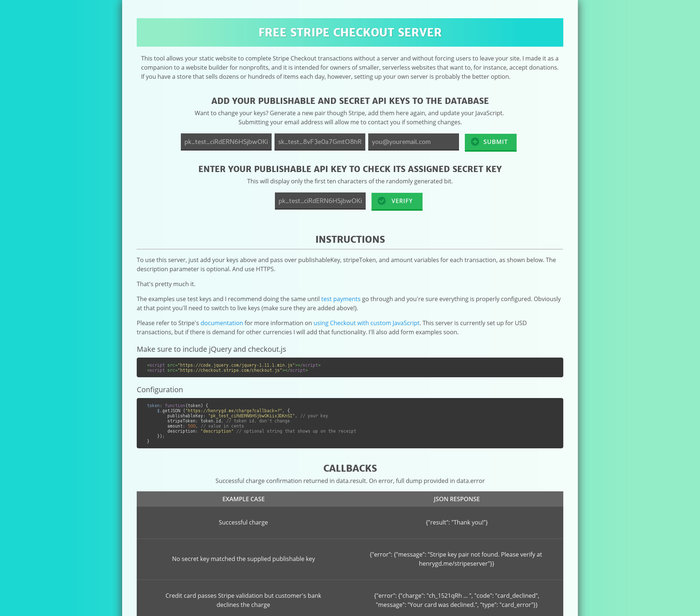 FREE STRIPE CHECKOUT SERVER
This tool allows your static website to complete Stripe Checkout transactions without a server and without forcing users to leave your site. I made it as a
companion to a website builder for nonprofits, and it is intended for owners of smaller, serverless websites that want to, for instance, accept donations.
If you have a store that sells dozens or hundreds of items each day, however, setting up your own server is probably the better option.
ADD YOUR PUBLISHABLE AND SECRET API KEYS TO THE DATABASE
Want to change your keys? Generate a new pair though Stripe, add them here again, and update your JavaScript.
Submitting your email address will allow me to contact you if something changes.
pk_test_ciRdERN6HSjbwOKi sk_test_8vF3e0a7GmtO8hR you@youremail.com SUBMIT
ENTER YOUR PUBLISHABLE API KEY TO CHECK ITS ASSIGNED SECRET KEY
This will display only the first ten characters of the randomly generated bit.
pk_test_ciRdERN6HSjbwOKi VERIFY
INSTRUCTIONS
To use this server, just add your keys above and pass over publishableKey, stripeToken, and amount variables for each transaction, as shown below. The
description parameter is optional. And use HTTPS.
That's pretty much it.
The examples use test keys and I recommend doing the same until test payments go through and you're sure everything is properly configured. Obviously
at that point you'll need to switch to live keys (make sure they are added above!).
Please refer to Stripe's documentation for more information on using Checkout with custom JavaScript. This server is currently set up for USD
transactions, but if there is demand for other currencies I will add that functionality. I'll also add form examples soon.
Make sure to include jQuery and checkout.js
<script src="https://code.jquery.com/jquery-1.11.1.min.js"></script>
<script src="https://checkout.stripe.com/checkout.js"></script>
Configuration
token: function(token) {
$.getJSON ("https://henrygd.me/charge?callback=?", {
publishableKey: // your key
stripeToken: token.id, // token id, don't change
amount: 500, // value in cents
description: "description" // optional string that shows up on the receipt
});
}
CALLBACKS
Successful charge confirmation returned in data.result. On error, full dump provided in data.error
EXAMPLE CASE JSON RESPONSE
Successful charge {"result": "Thank you!"}
No secret key matched the supplied publishable key {"error": {"message": "Stripe key pair not found. Please verify at
henrygd.me/stripeserver"}}
Credit card passes Stripe validation but customer's bank {"error": {"charge": "ch_1521qRh ... ", "code": "card_declined",
declines the charge "message": "Your card was declined.", "type": "card_error"}}